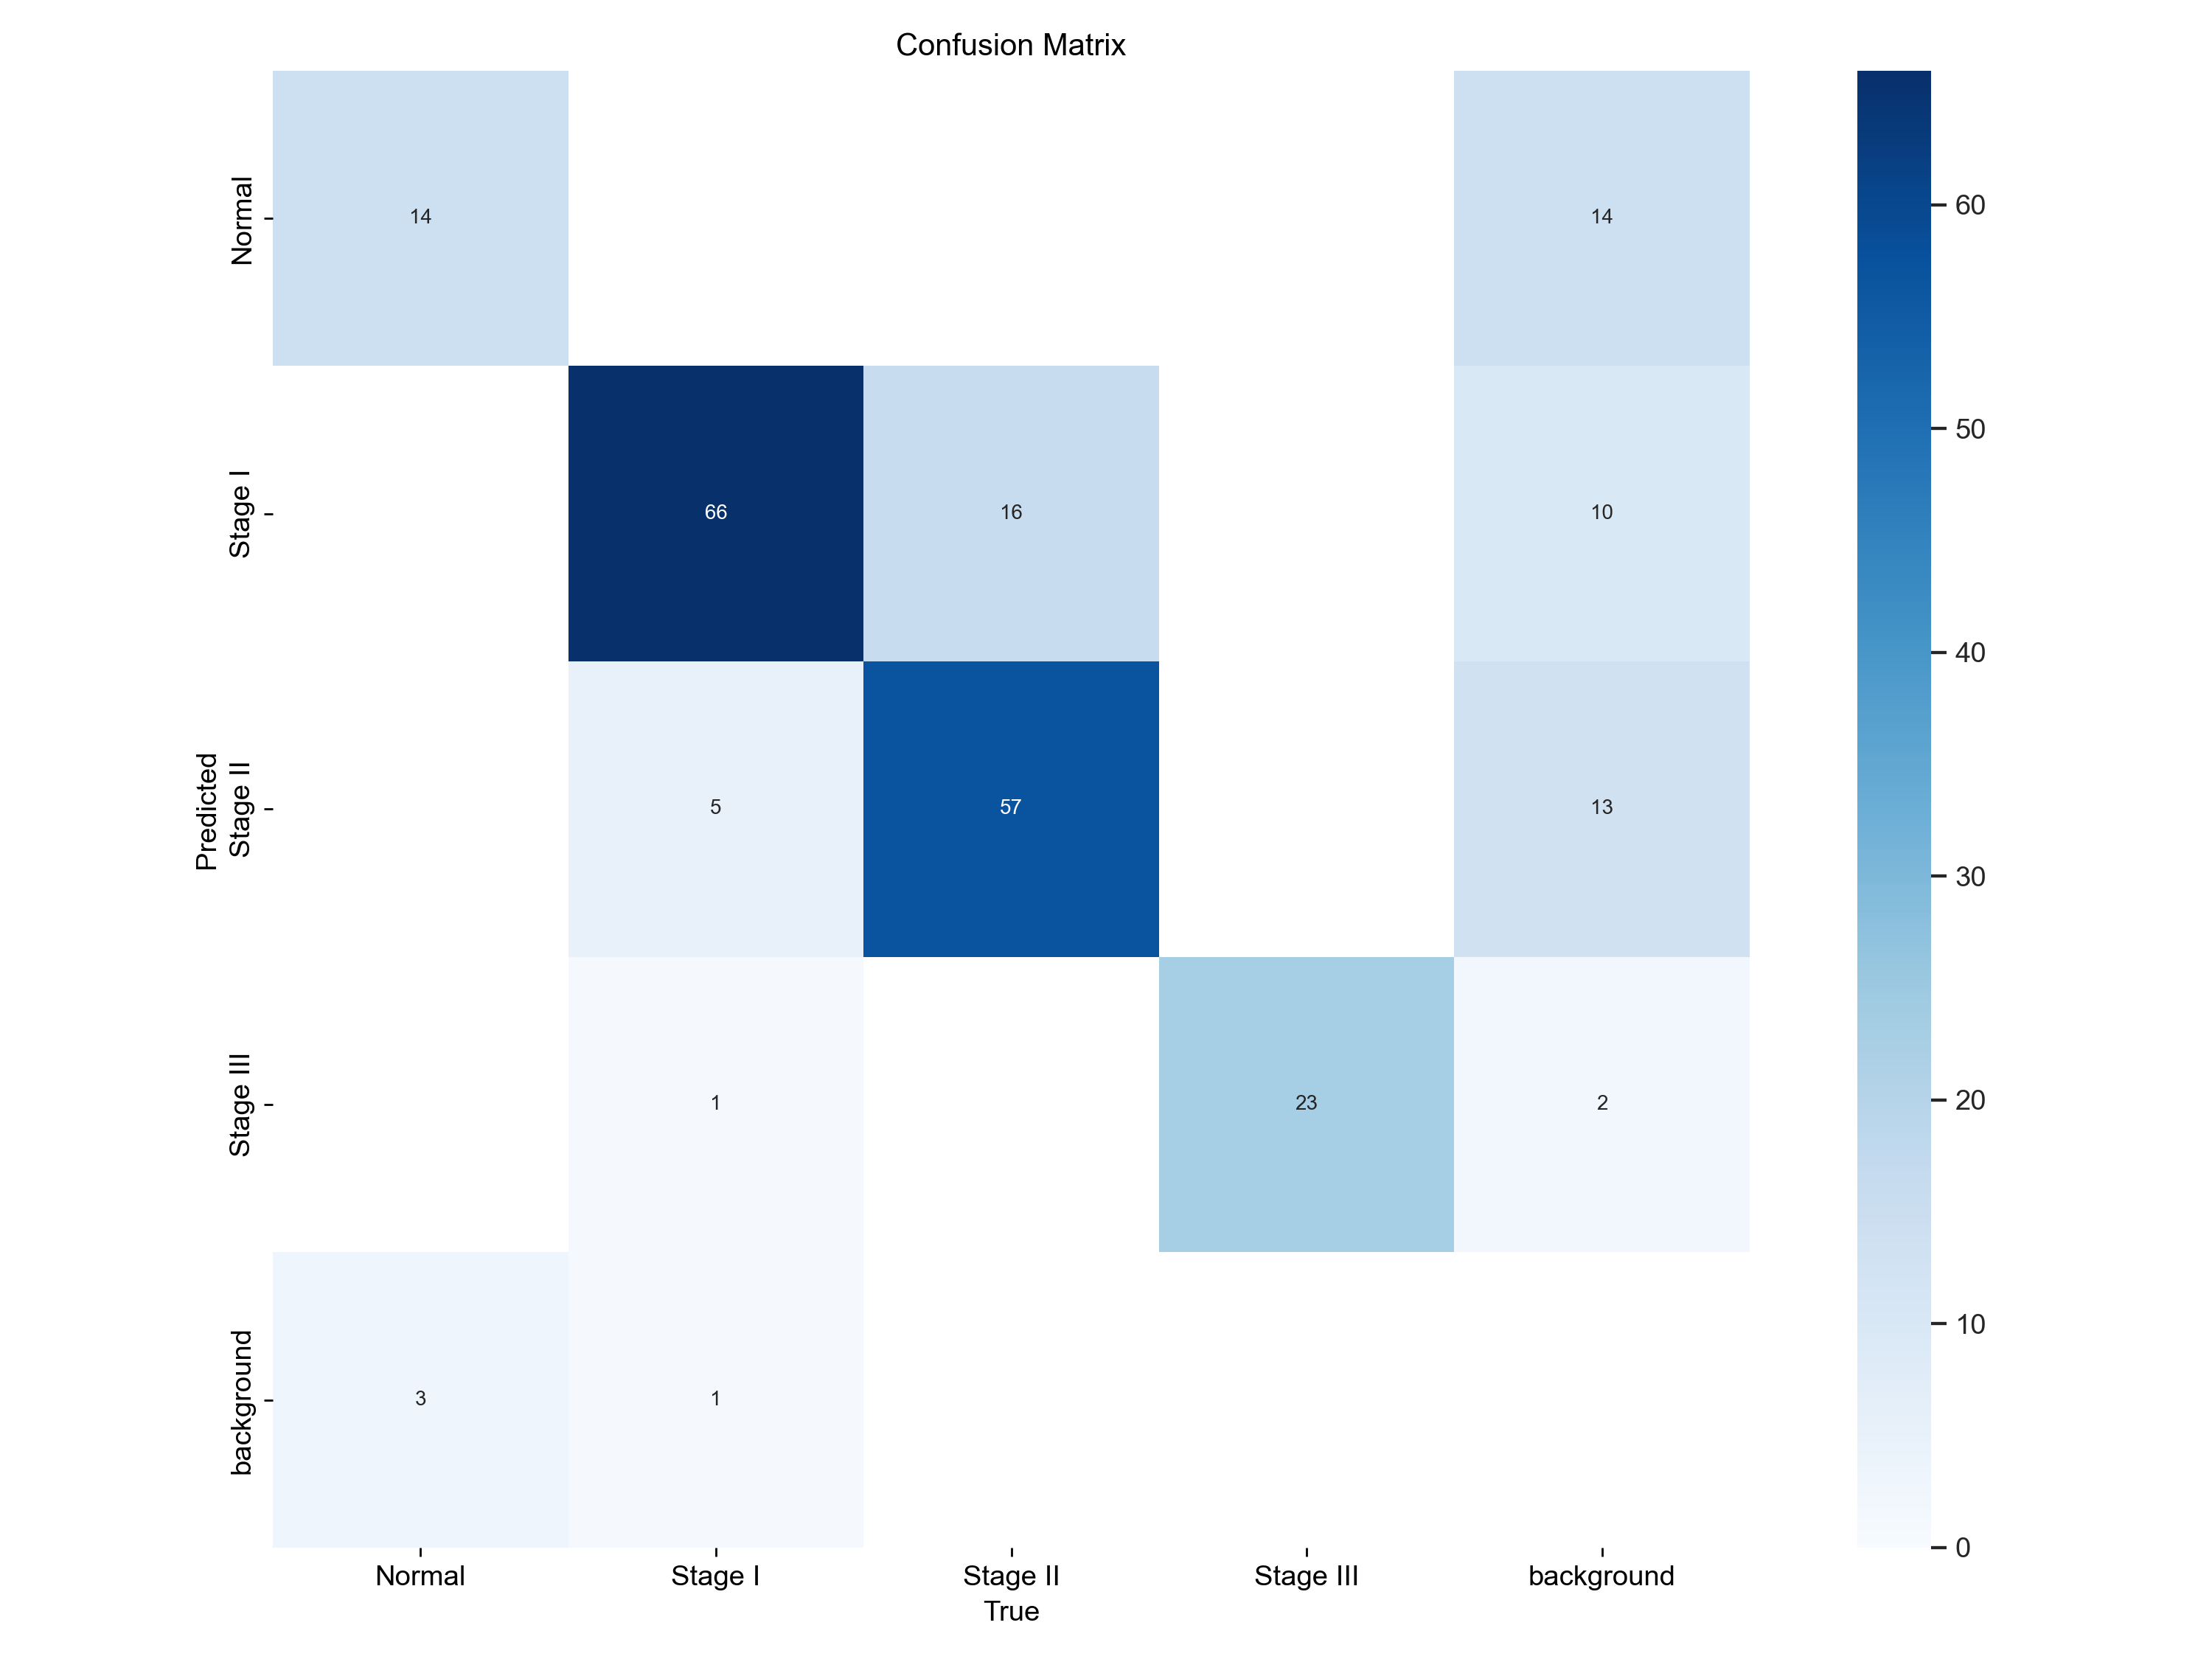 Confusion Matrix
Normal
14
14
60
Stage I
66
16
10
50
40
Predicted
Stage II
5
57
13
30
Stage III
1
23
2
20
background
3
1
10
0
Normal
Stage I
Stage II
Stage III
background
True